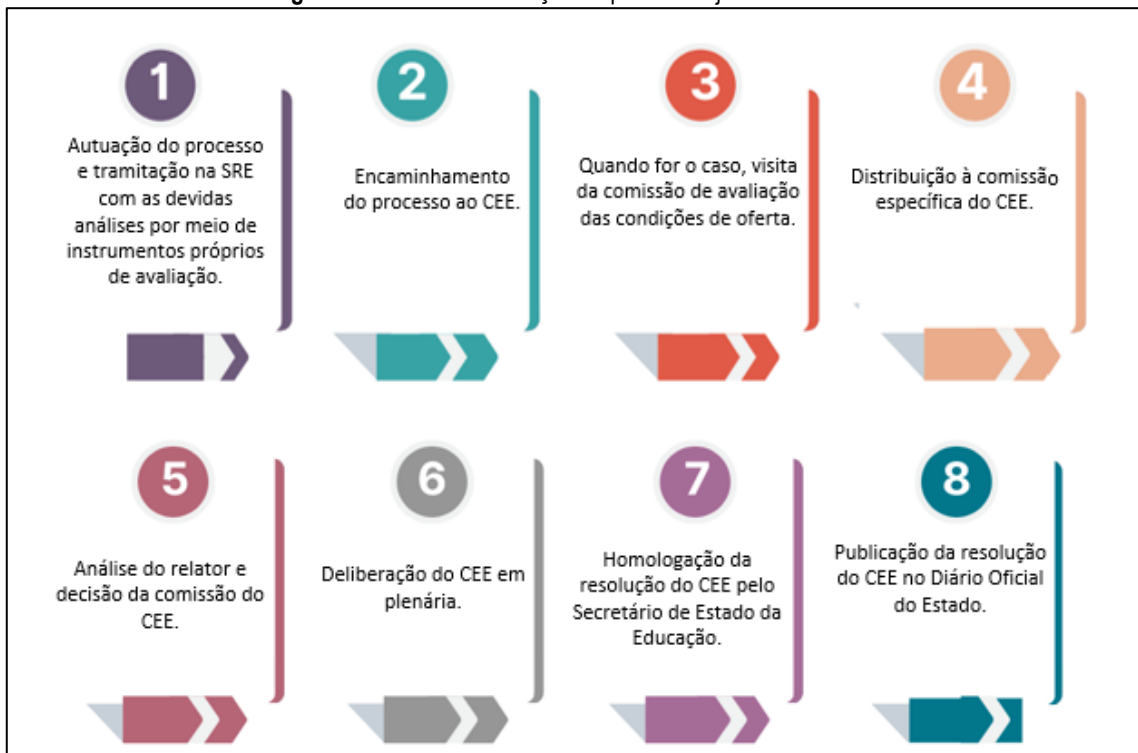 1
Autuação do processo
e tramitação na SRE
com as devidas
análises por meio de
instrumentos próprios
de avaliação.
2
Encaminhamento
do processo ao CEE.
3
Quando for o caso, visita
da comissão de avaliação
das condições de oferta.
4
Distribuição à comissão
específica do CEE.
5
Análise do relator e
decisão da comissão do
CEE.
6
Deliberação do CEE em
plenária.
7
Homologação da
resolução do CEE pelo
Secretário de Estado da
Educação.
8
Publicação da resolução
do CEE no Diário Oficial
do Estado.